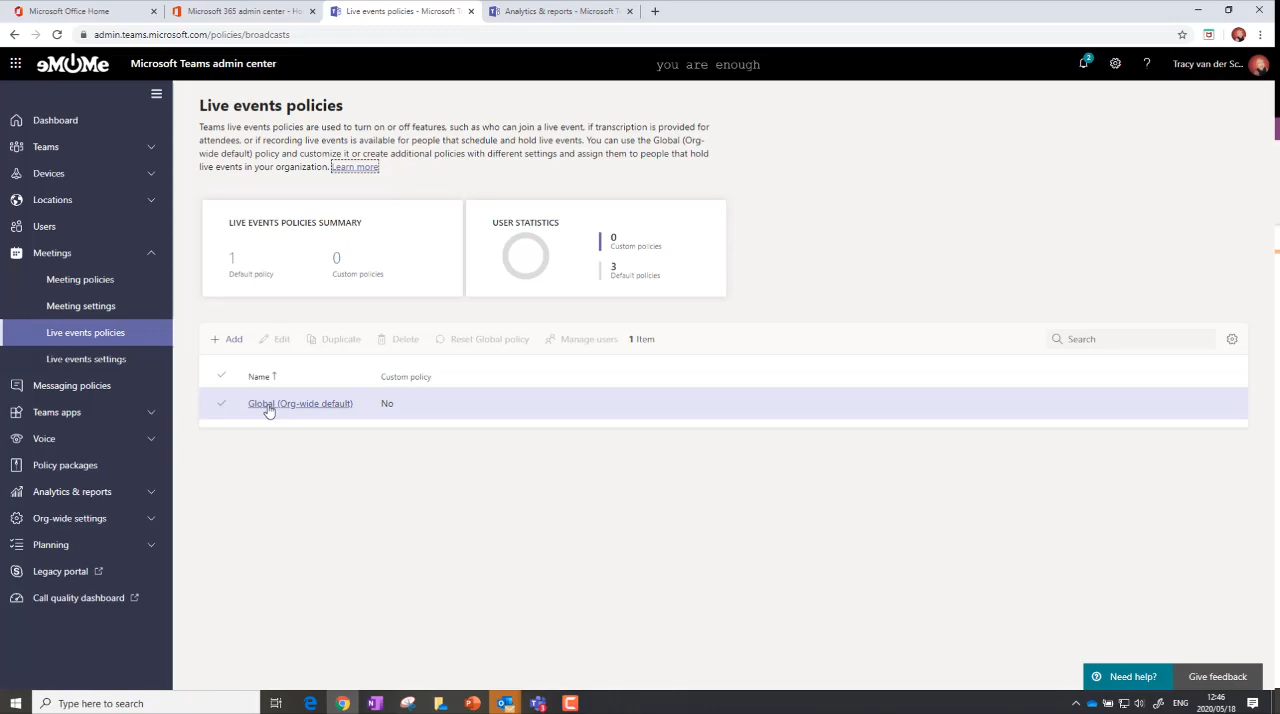 Microsoft Office Home
Microsoft 365 admin center - Ho
Live events policies - Microsoft T
Analytics & reports - Microsoft T
admin.teams.microsoft.com/policies/broadcasts
eMOMe
Microsoft Teams admin center
you are enough
2
?
Tracy van der Sc...
Dashboard
Teams
Devices
Locations
Users
Meetings
Meeting policies
Meeting settings
Live events policies
Live events settings
Messaging policies
Teams apps
Voice
Policy packages
Analytics & reports
Org-wide settings
Planning
Legacy portal
Call quality dashboard
Live events policies
Teams live events policies are used to turn on or off features, such as who can join a live event, if transcription is provided for
attendees, or if recording live events is available for people that schedule and hold live events. You can use the Global (Org-
wide default) policy and customize it or create additional policies with different settings and assign them to people that hold
live events in your organization. Learn more
LIVE EVENTS POLICIES SUMMARY
1
Default policy
0
Custom policies
USER STATISTICS
0
Custom policies
3
Default policies
+ Add
Edit
Duplicate
Delete
Reset Global policy
Manage users
1 Item
Search
Name ↑
Custom policy
Global (Org-wide default)
No
Need help?
Give feedback
Type here to search
ENG
12:46
2020/05/18